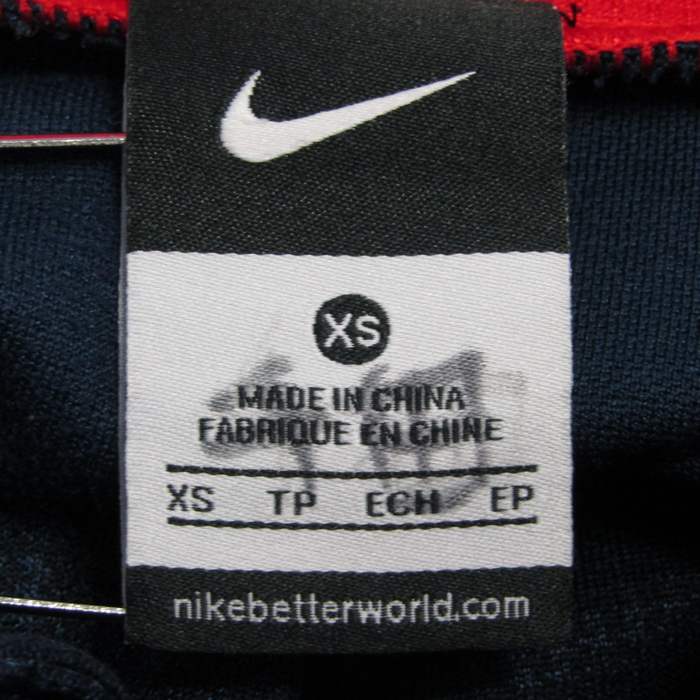 XS
MADE IN CHINA
FABRIQUE EN CHINE
XS TP ECH EP
nikebetterworld.com